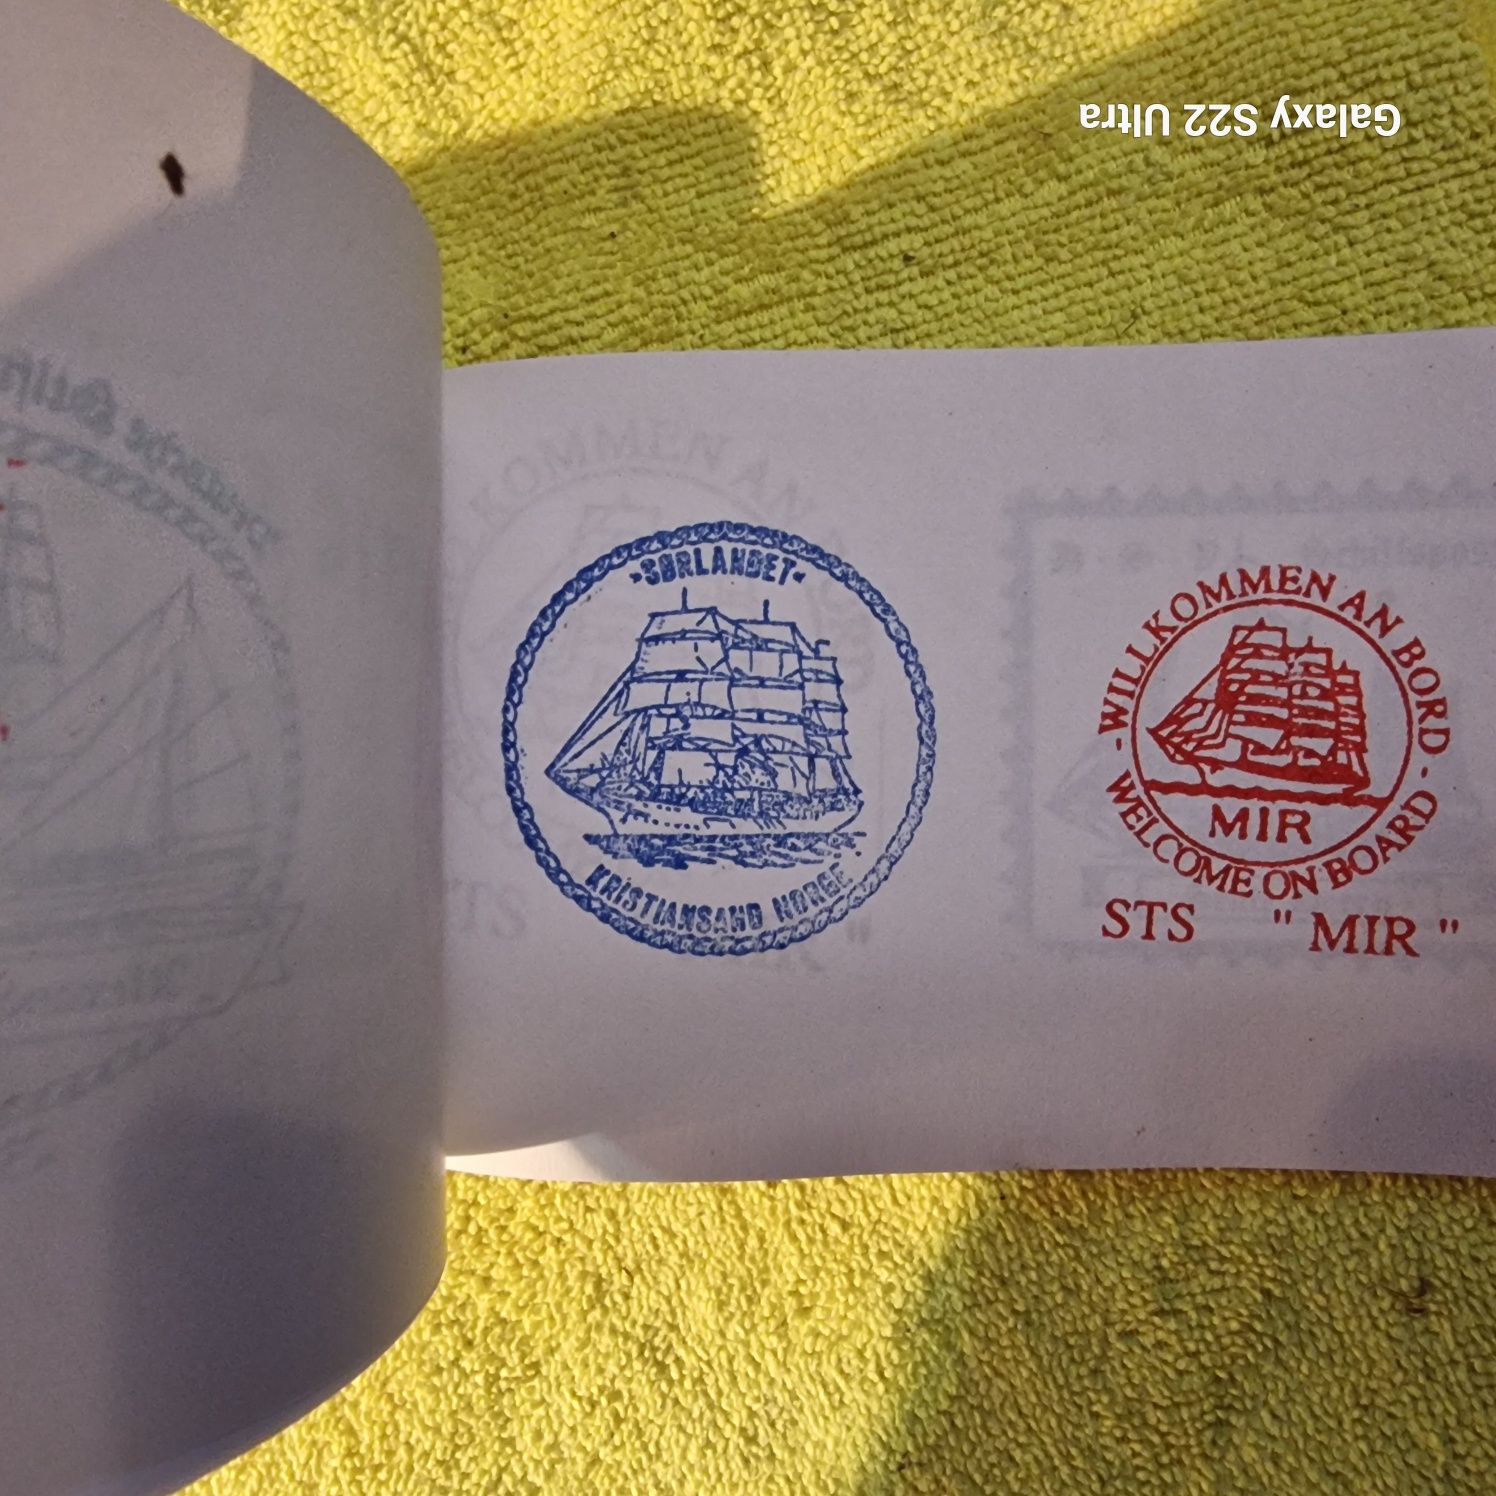 Galaxy S22 Ultra
·SØRLANDET·
KRISTIANSAND NORGE
· WILLKOMMEN AN BORD ·
MIR
WELCOME ON BOARD
STS " MIR "